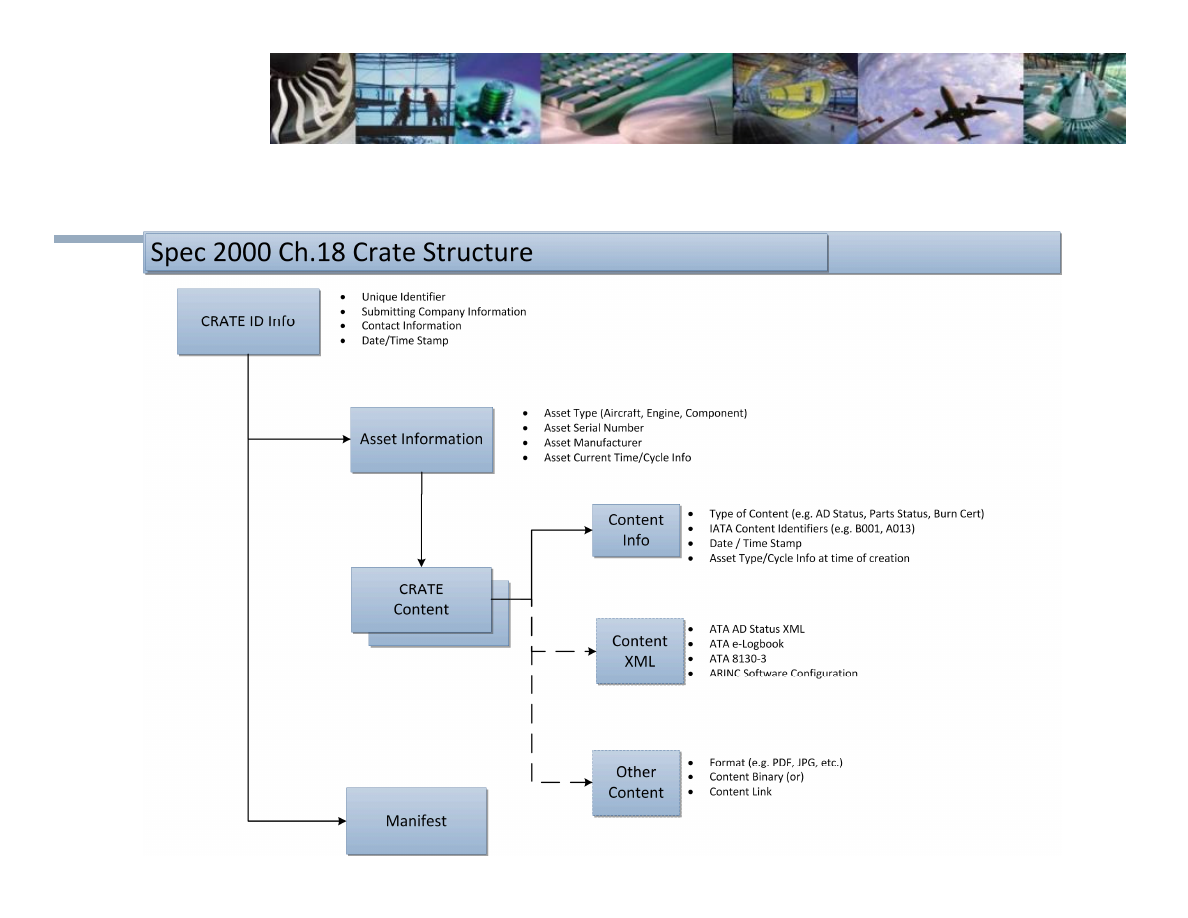 Spec 2000 Ch.18 Crate Structure
CRATE ID Info
• Unique Identifier
• Submitting Company Information
• Contact Information
• Date/Time Stamp
Asset Information
• Asset Type (Aircraft, Engine, Component)
• Asset Serial Number
• Asset Manufacturer
• Asset Current Time/Cycle Info
Content
Info
• Type of Content (e.g. AD Status, Parts Status, Burn Cert)
• IATA Content Identifiers (e.g. B001, A013)
• Date / Time Stamp
• Asset Type/Cycle Info at time of creation
CRATE
Content
Content
XML
• ATA AD Status XML
• ATA e-Logbook
• ATA 8130-3
• ARINC Software Configuration
Other
Content
• Format (e.g. PDF, JPG, etc.)
• Content Binary (or)
• Content Link
Manifest